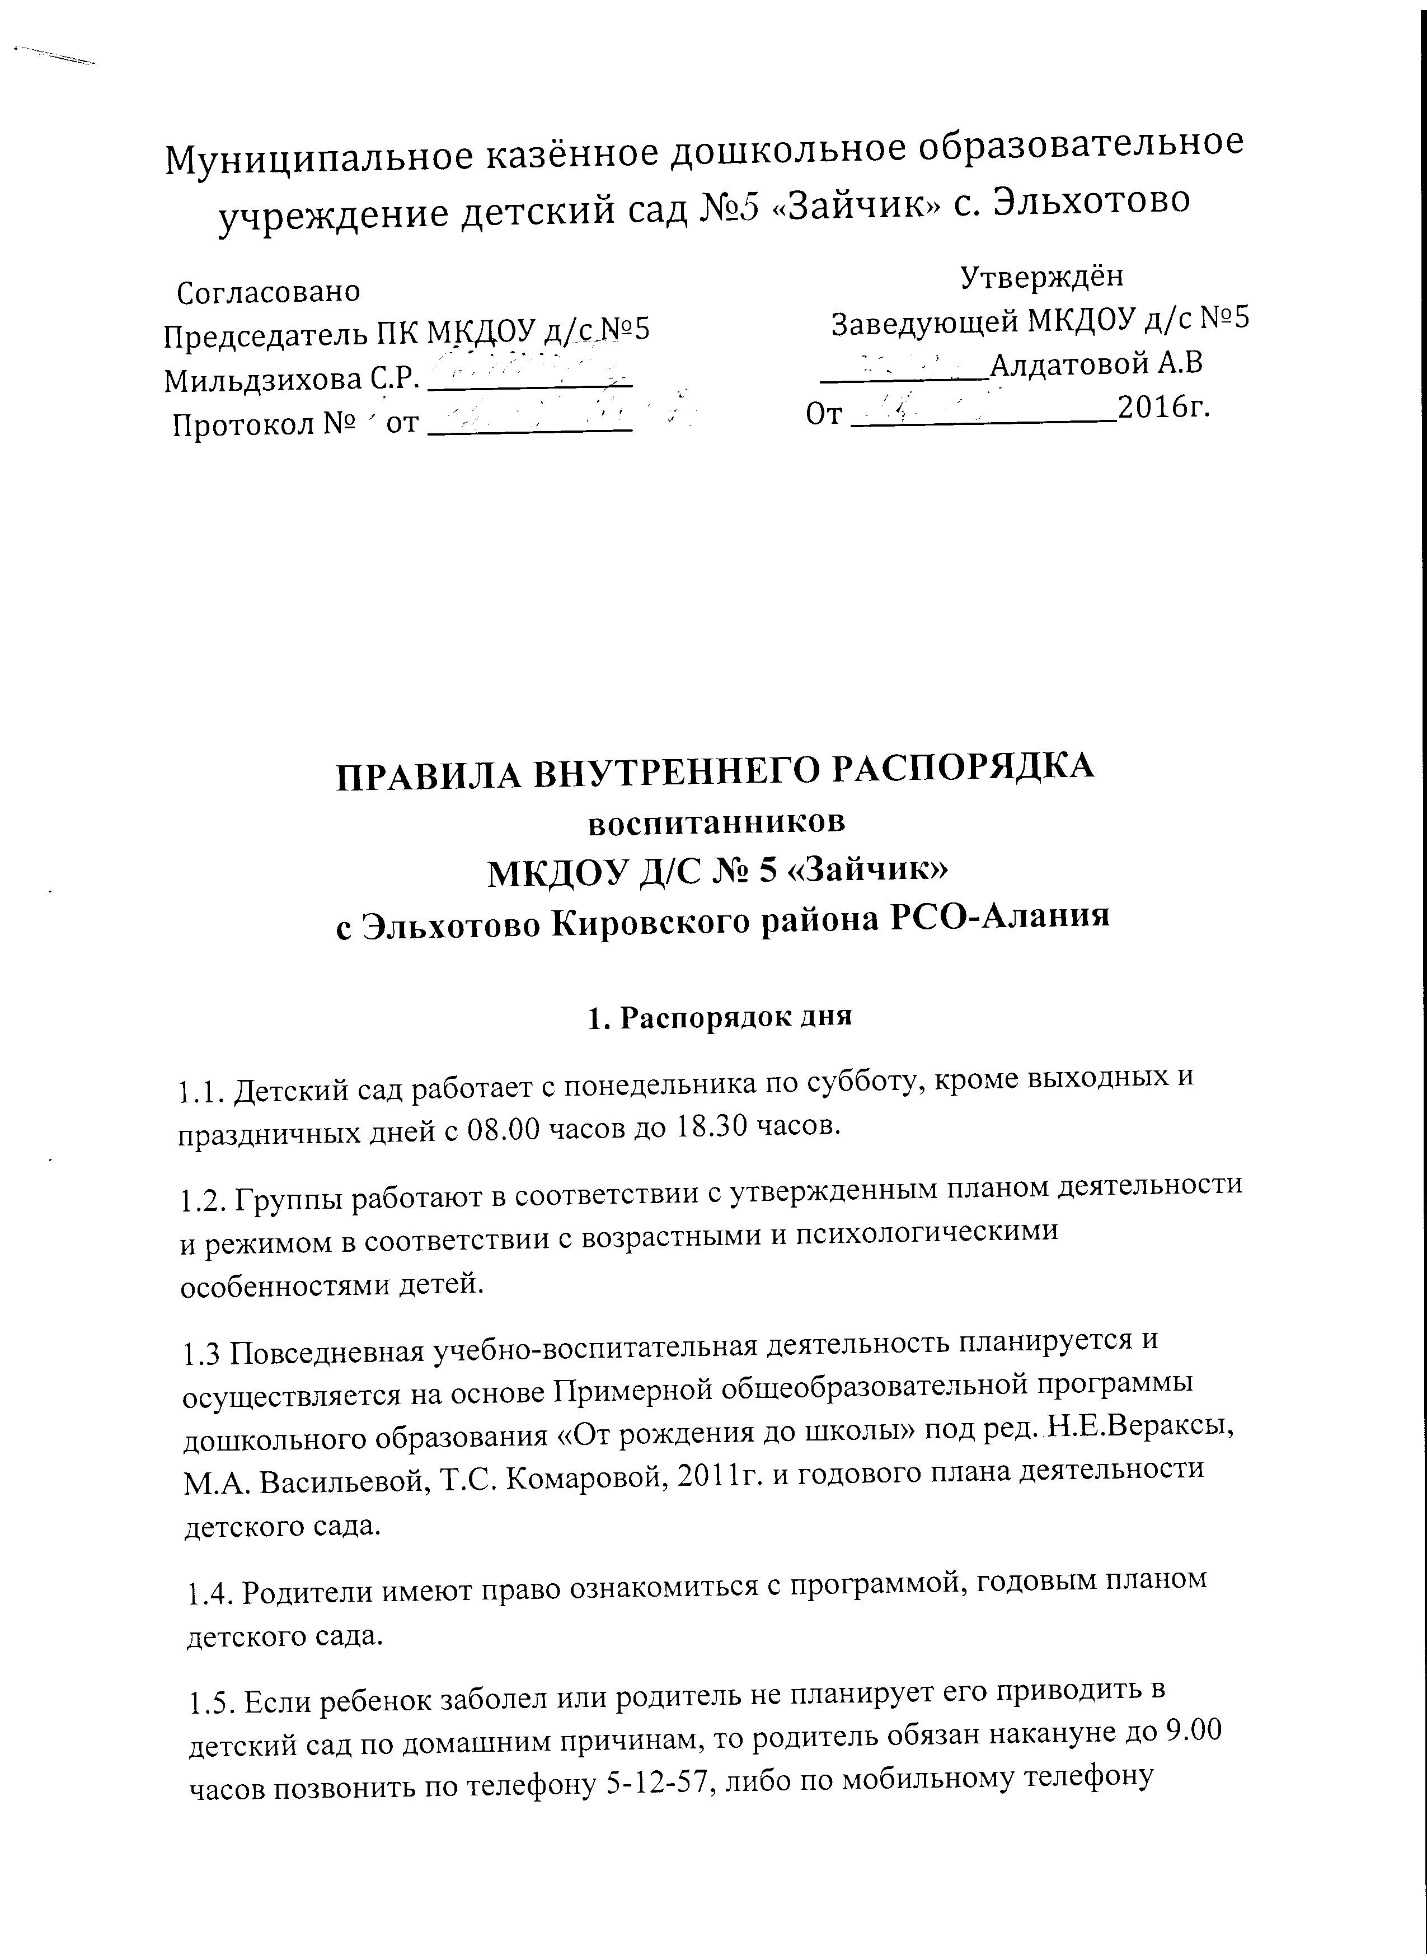 Муниципальное казённое дошкольное образовательное
учреждение детский сад №5 «Зайчик» с. Эльхотово
Согласовано
Председатель ПК МКДОУ д/с №5
Мильдзихова С.Р. ____________
Протокол № от ____________
Утверждён
Заведующей МКДОУ д/с №5
__________Алдатовой А.В
От ________________2016г.
ПРАВИЛА ВНУТРЕННЕГО РАСПОРЯДКА
воспитанников
МКДОУ Д/С № 5 «Зайчик»
с Эльхотово Кировского района РСО-Алания
1. Распорядок дня
1.1. Детский сад работает с понедельника по субботу, кроме выходных и
праздничных дней с 08.00 часов до 18.30 часов.
1.2. Группы работают в соответствии с утвержденным планом деятельности
и режимом в соответствии с возрастными и психологическими
особенностями детей.
1.3 Повседневная учебно-воспитательная деятельность планируется и
осуществляется на основе Примерной общеобразовательной программы
дошкольного образования «От рождения до школы» под ред. Н.Е.Вераксы,
М.А. Васильевой, Т.С. Комаровой, 2011г. и годового плана деятельности
детского сада.
1.4. Родители имеют право ознакомиться с программой, годовым планом
детского сада.
1.5. Если ребенок заболел или родитель не планирует его приводить в
детский сад по домашним причинам, то родитель обязан накануне до 9.00
часов позвонить по телефону 5-12-57, либо по мобильному телефону